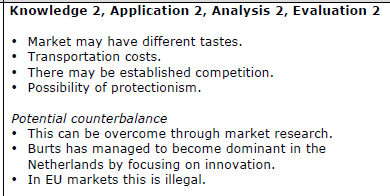 Knowledge 2, Application 2, Analysis 2, Evaluation 2
• Market may have different tastes.
• Transportation costs.
• There may be established competition.
• Possibility of protectionism.
Potential counterbalance
• This can be overcome through market research.
• Burts has managed to become dominant in the
Netherlands by focusing on innovation.
• In EU markets this is illegal.